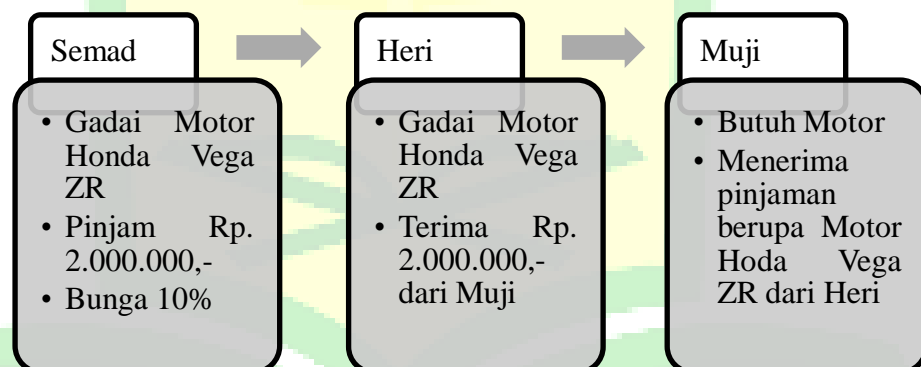 Semad
• Gadai Motor
Honda Vega
ZR
• Pinjam Rp.
2.000.000,-
• Bunga 10%
Heri
• Gadai Motor
Honda Vega
ZR
• Terima Rp.
2.000.000,-
dari Muji
Muji
• Butuh Motor
• Menerima
pinjaman
berupa Motor
Hoda Vega
ZR dari Heri